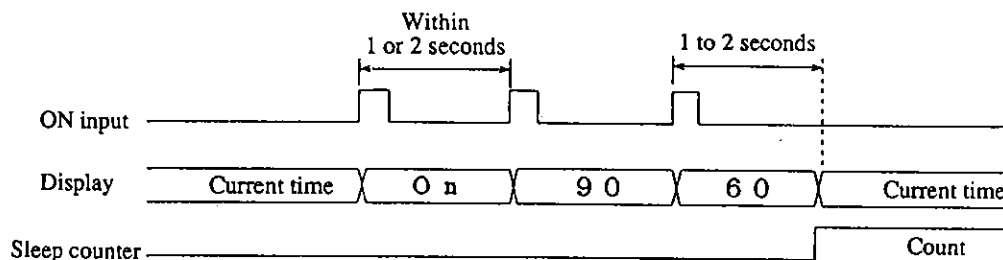 Within
1 or 2 seconds
1 to 2 seconds
ON input
Display Current time O n 9 0 6 0 Current time
Sleep counter Count